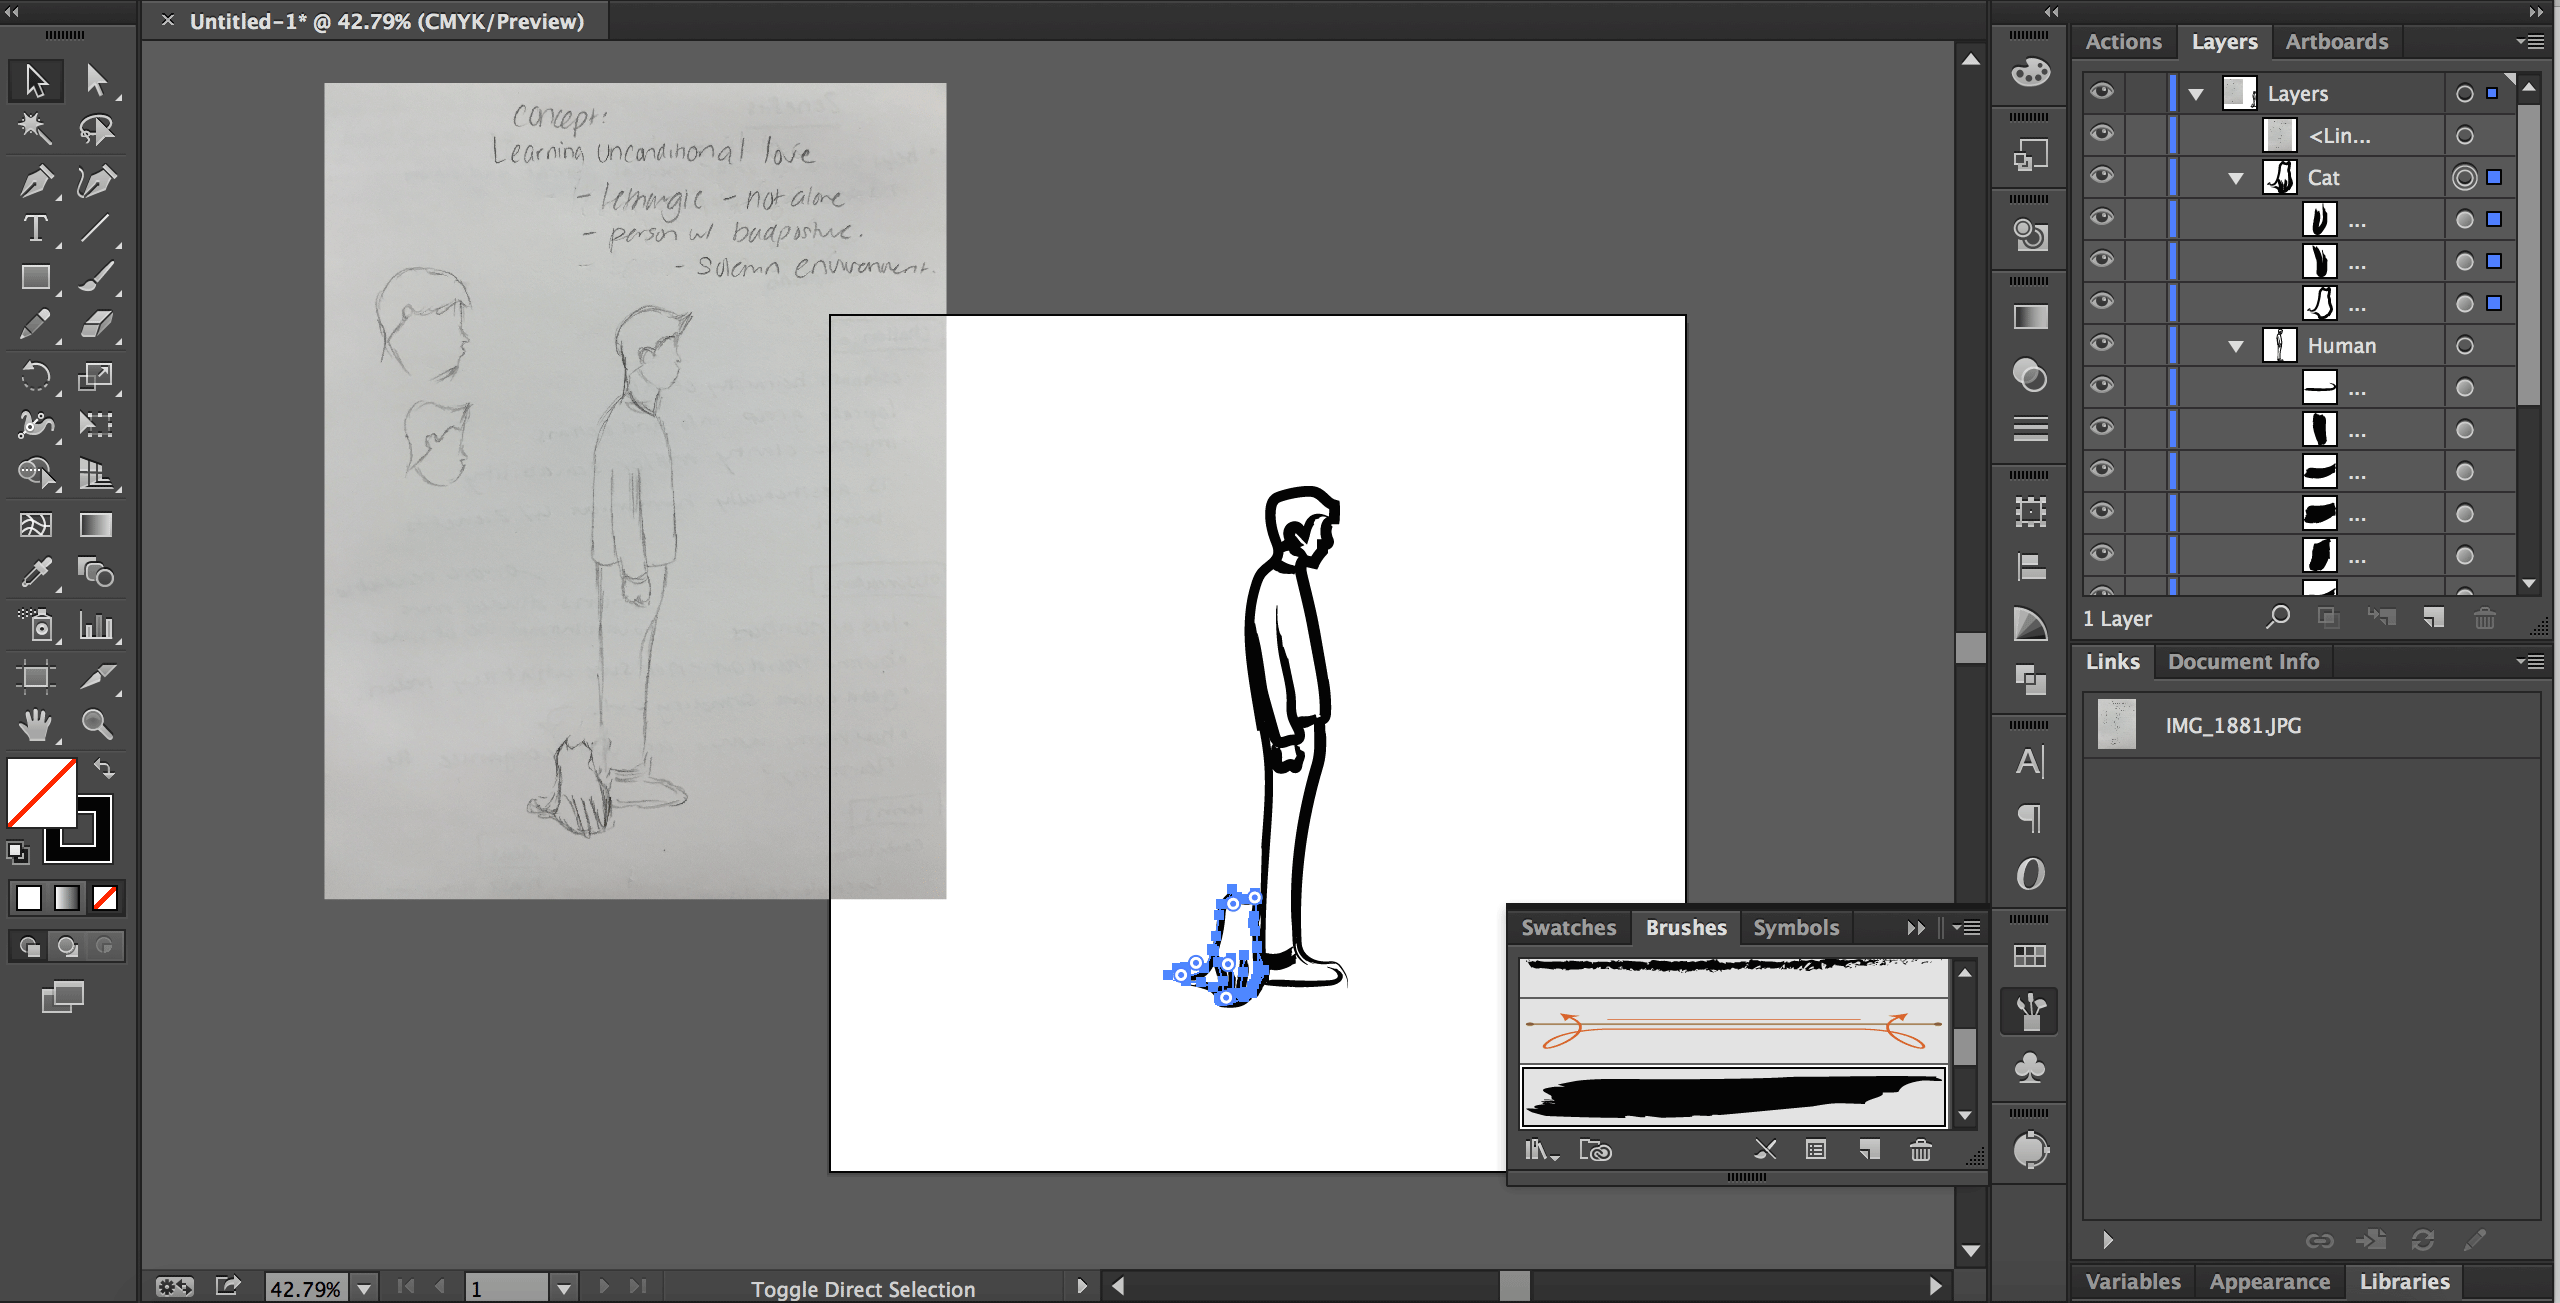 Untitled-1* @ 42.79% (CMYK/Preview)
Concept:
Learning unconditional love
- not alone
- person w/ bad posture.
- Solemn environment.
Actions
Layers
Artboards
Layers
<Lin...
Cat
...
...
...
Human
...
...
...
...
...
1 Layer
Links
Document Info
IMG_1881.JPG
Swatches
Brushes
Symbols
42.79%
1
Toggle Direct Selection
Variables
Appearance
Libraries